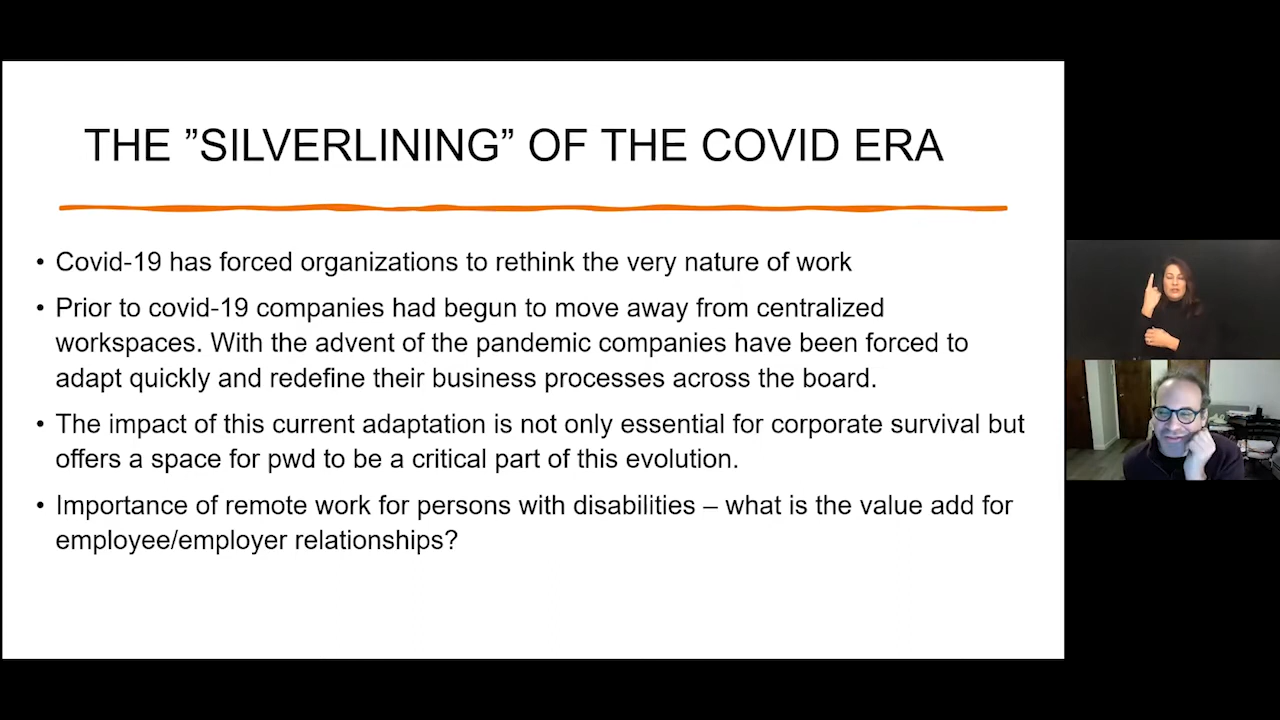 THE ”SILVERLINING” OF THE COVID ERA
• Covid-19 has forced organizations to rethink the very nature of work
• Prior to covid-19 companies had begun to move away from centralized
workspaces. With the advent of the pandemic companies have been forced to
adapt quickly and redefine their business processes across the board.
• The impact of this current adaptation is not only essential for corporate survival but
offers a space for pwd to be a critical part of this evolution.
• Importance of remote work for persons with disabilities – what is the value add for
employee/employer relationships?